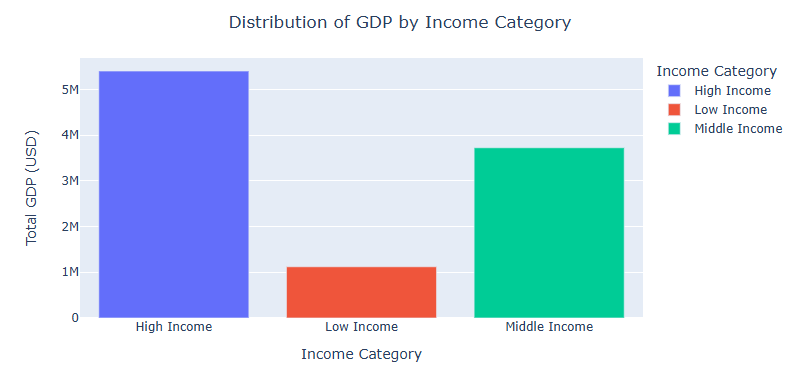 Distribution of GDP by Income Category
Income Category
High Income
Low Income
Middle Income
Total GDP (USD)
5M
4M
3M
2M
1M
0
High Income
Low Income
Middle Income
Income Category